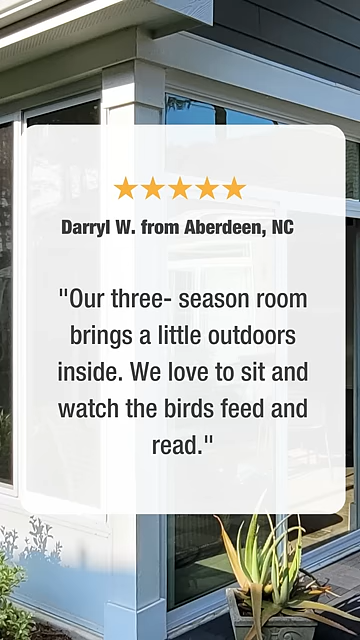 Darryl W. from Aberdeen, NC
"Our three- season room
brings a little outdoors
inside. We love to sit and
watch the birds feed and
read."